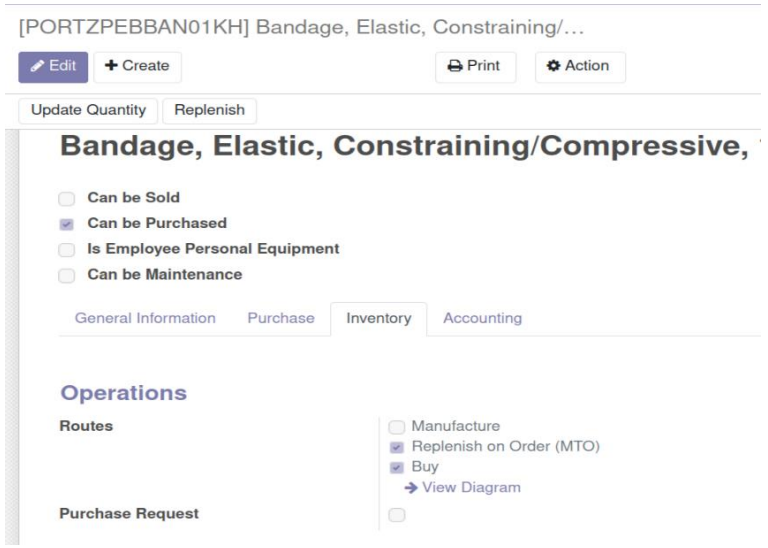 [PORTZPEBBAN01KH] Bandage, Elastic, Constraining/…
Edit Create Print Action
Update Quantity Replenish
Bandage, Elastic, Constraining/Compressive,
Can be Sold
Can be Purchased
Is Employee Personal Equipment
Can be Maintenance
General Information Purchase Inventory Accounting
Operations
Routes Manufacture
Replenish on Order (MTO)
Buy
View Diagram
Purchase Request